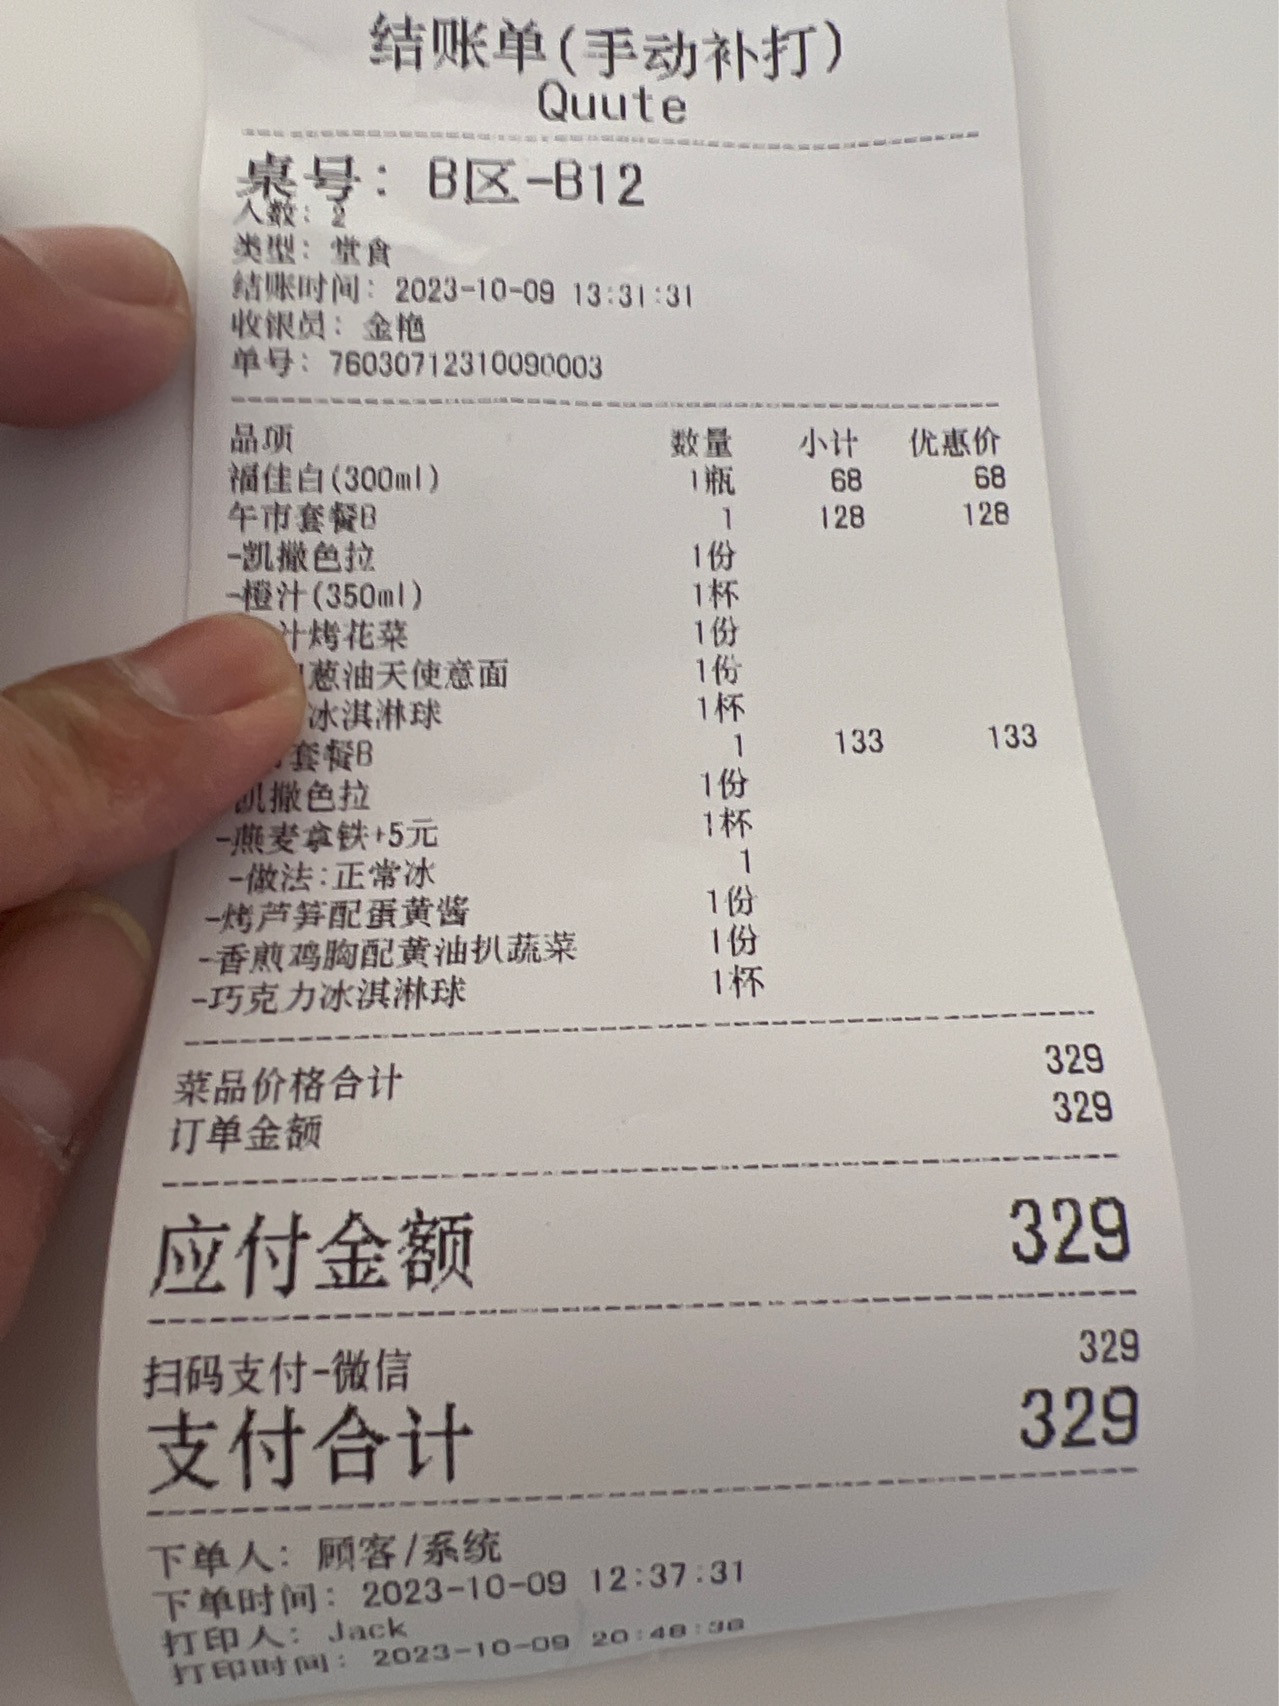 结账单(手动补打)
Quute
桌号: B区-B12
人数: 2
类型: 堂食
结账时间: 2023-10-09 13:31:31
收银员: 金艳
单号: 76030712310090003
品项 数量 小计 优惠价
福佳白(300ml) 1瓶 68 68
午市套餐B 1 128 128
-凯撒色拉 1份
-橙汁(350ml) 1杯
汁烤花菜 1份
葱油天使意面 1份
冰淇淋球 1杯
套餐B 1 133 133
凯撒色拉 1份
-燕麦拿铁+5元 1杯
-做法:正常冰 1
-烤芦笋配蛋黄酱 1份
-香煎鸡胸配黄油扒蔬菜 1份
-巧克力冰淇淋球 1杯
菜品价格合计 329
订单金额 329
应付金额 329
扫码支付-微信 329
支付合计 329
下单人: 顾客/系统
下单时间: 2023-10-09 12:37:31
打印人: Jack
打印时间: 2023-10-09 20:48:38